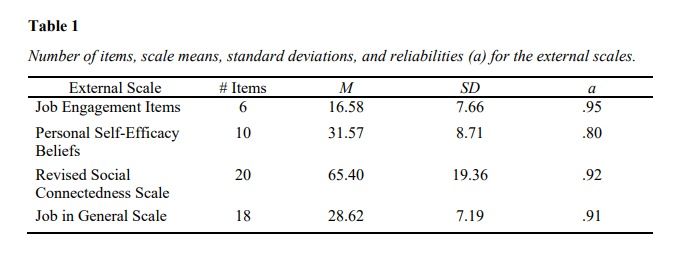 Table 1
Number of items, scale means, standard deviations, and reliabilities (a) for the external scales.
External Scale # Items M SD a
Job Engagement Items 6 16.58 7.66 .95
Personal Self-Efficacy 10 31.57 8.71 .80
Beliefs
Revised Social 20 65.40 19.36 .92
Connectedness Scale
Job in General Scale 18 28.62 7.19 .91